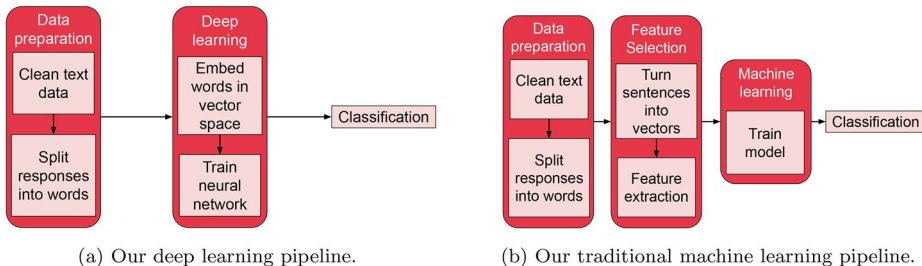 Data
preparation
Clean text
data
Split
responses
into words
Deep
learning
Embed
words in
vector
space
Train
neural
network
Classification
(a) Our deep learning pipeline.
Data
preparation
Clean text
data
Split
responses
into words
Feature
Selection
Turn
sentences
into
vectors
Feature
extraction
Machine
learning
Train
model
Classification
(b) Our traditional machine learning pipeline.